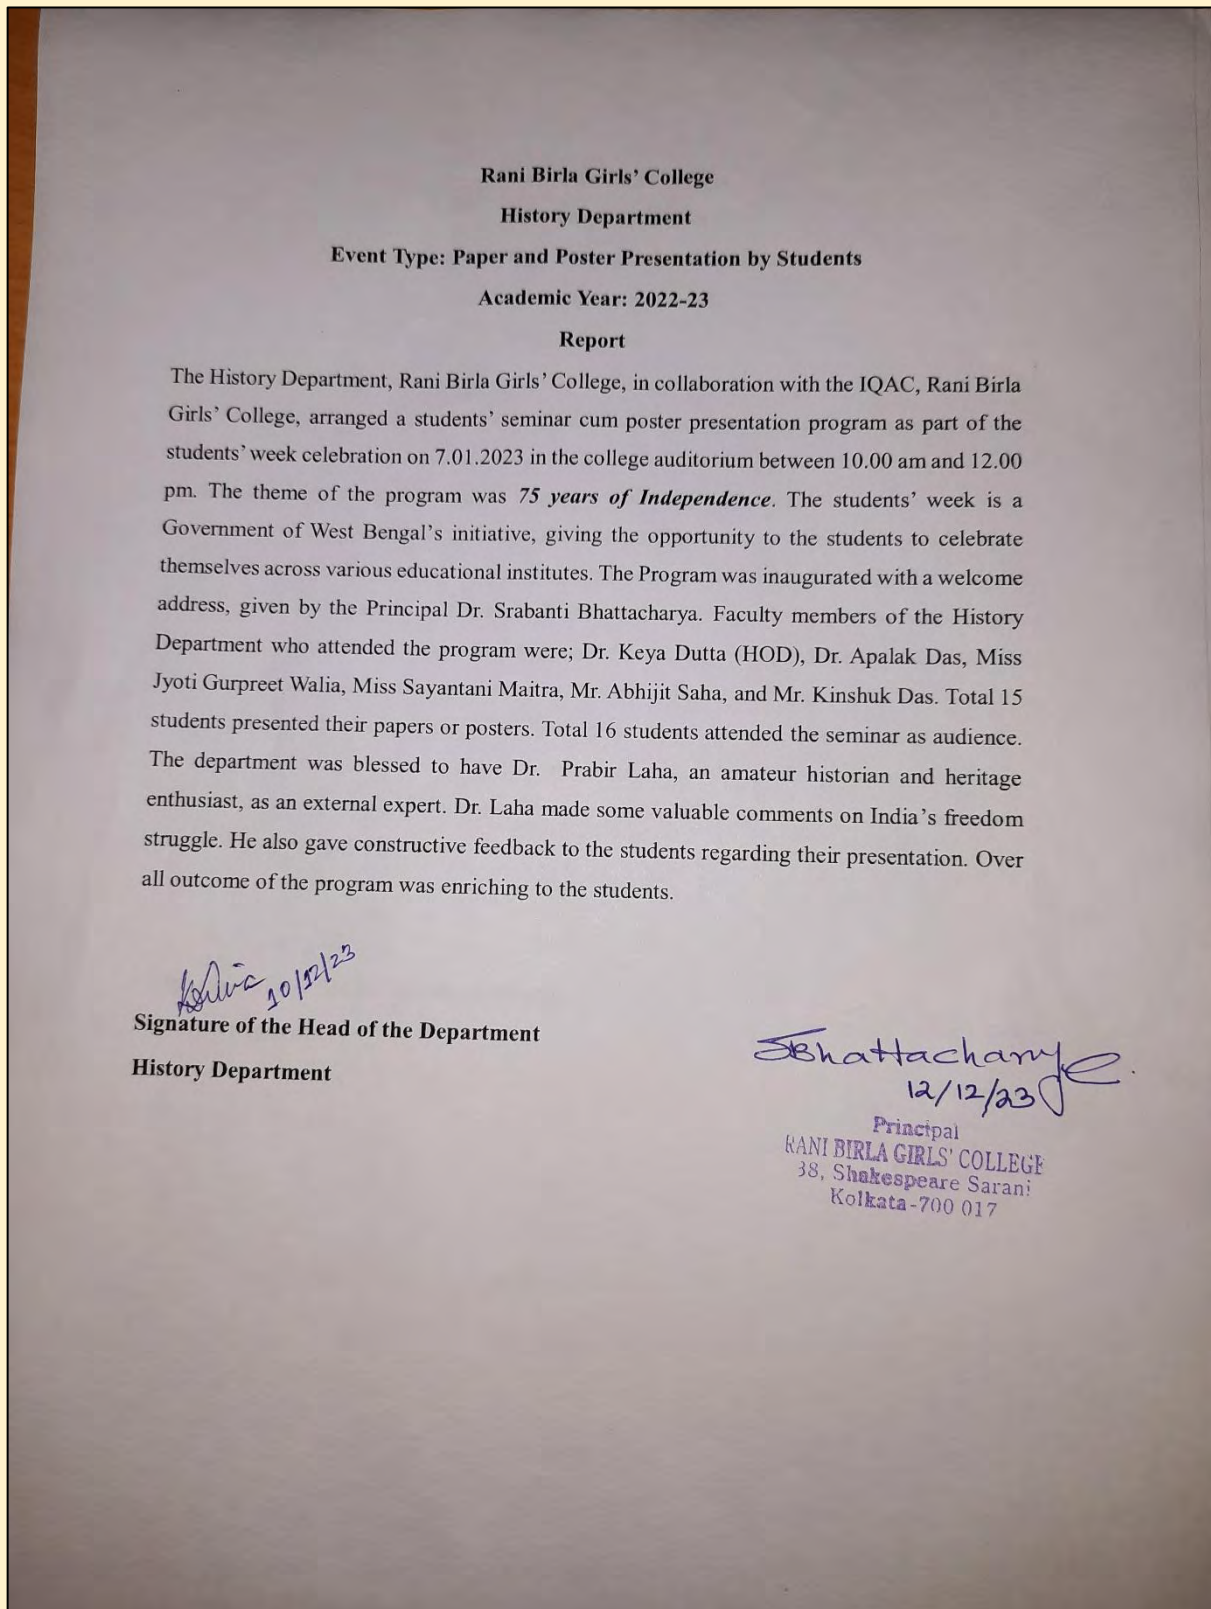 Rani Birla Girls’ College
History Department
Event Type: Paper and Poster Presentation by Students
Academic Year: 2022-23
Report
The History Department, Rani Birla Girls’ College, in collaboration with the IQAC, Rani Birla
Girls’ College, arranged a students’ seminar cum poster presentation program as part of the
students’ week celebration on 7.01.2023 in the college auditorium between 10.00 am and 12.00
pm. The theme of the program was 75 years of Independence. The students’ week is a
Government of West Bengal’s initiative, giving the opportunity to the students to celebrate
themselves across various educational institutes. The Program was inaugurated with a welcome
address, given by the Principal Dr. Srabanti Bhattacharya. Faculty members of the History
Department who attended the program were; Dr. Keya Dutta (HOD), Dr. Apalak Das, Miss
Jyoti Gurpreet Walia, Miss Sayantani Maitra, Mr. Abhijit Saha, and Mr. Kinshuk Das. Total 15
students presented their papers or posters. Total 16 students attended the seminar as audience.
The department was blessed to have Dr. Prabir Laha, an amateur historian and heritage
enthusiast, as an external expert. Dr. Laha made some valuable comments on India’s freedom
struggle. He also gave constructive feedback to the students regarding their presentation. Over
all outcome of the program was enriching to the students.
10/12/23
Signature of the Head of the Department
History Department
SBhattacharye.
12/12/23
Principal
RANI BIRLA GIRLS' COLLEGE
38, Shakespeare Sarani
Kolkata-700 017